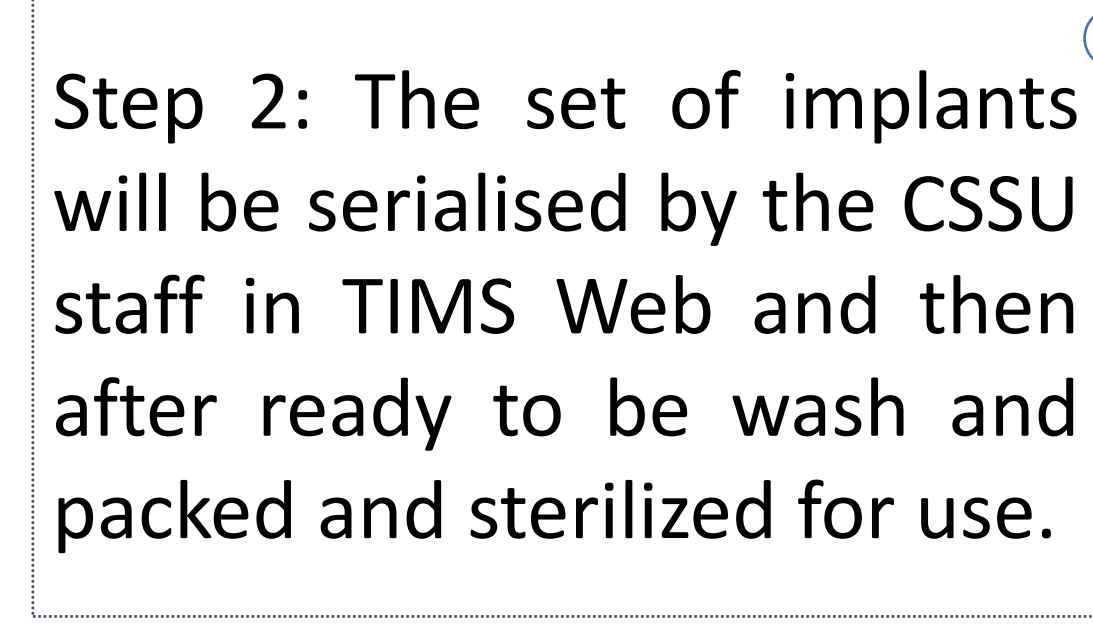 Step 2: The set of implants
will be serialised by the CSSU
staff in TIMS Web and then
after ready to be wash and
packed and sterilized for use.